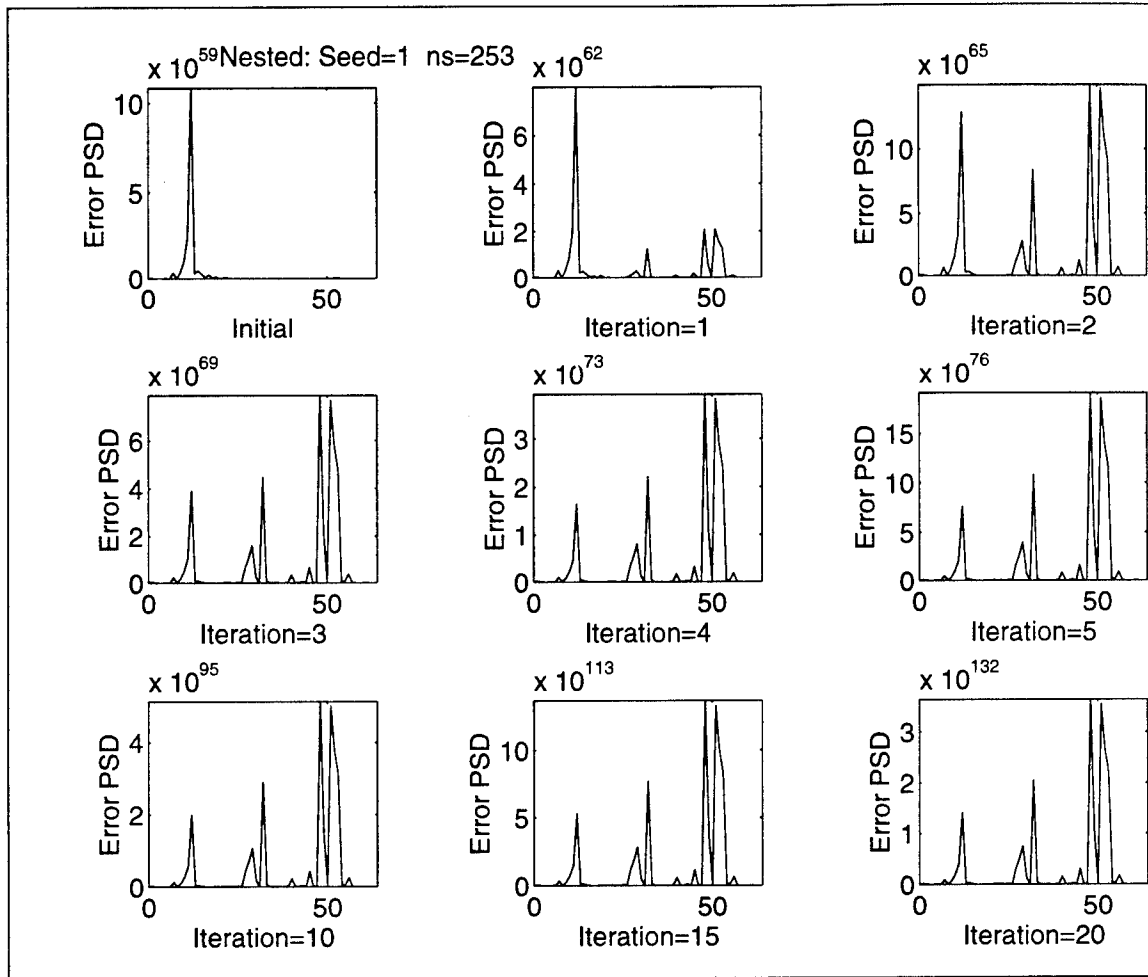 x 10^59 Nested: Seed=1 ns=253
Error PSD
10
5
0
0 50
Initial
x 10^62
Error PSD
6
4
2
0
0 50
Iteration=1
x 10^65
Error PSD
10
5
0
0 50
Iteration=2
x 10^69
Error PSD
6
4
2
0
0 50
Iteration=3
x 10^73
Error PSD
3
2
1
0
0 50
Iteration=4
x 10^76
Error PSD
15
10
5
0
0 50
Iteration=5
x 10^95
Error PSD
4
2
0
0 50
Iteration=10
x 10^113
Error PSD
10
5
0
0 50
Iteration=15
x 10^132
Error PSD
3
2
1
0
0 50
Iteration=20